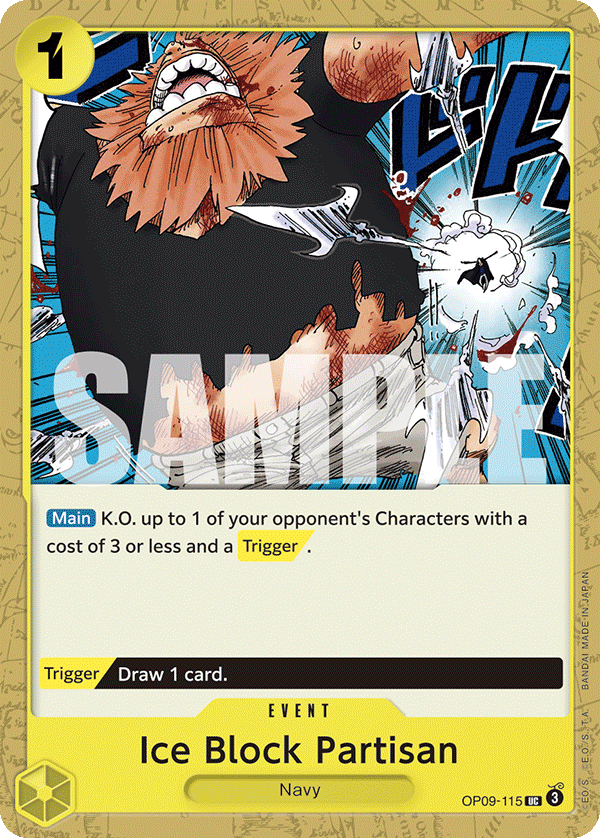 1
SAMPLE
Main K.O. up to 1 of your opponent's Characters with a
cost of 3 or less and a Trigger .
Trigger Draw 1 card.
EVENT
Ice Block Partisan
Navy
OP09-115 UC 3
BANDAI MADE IN JAPAN